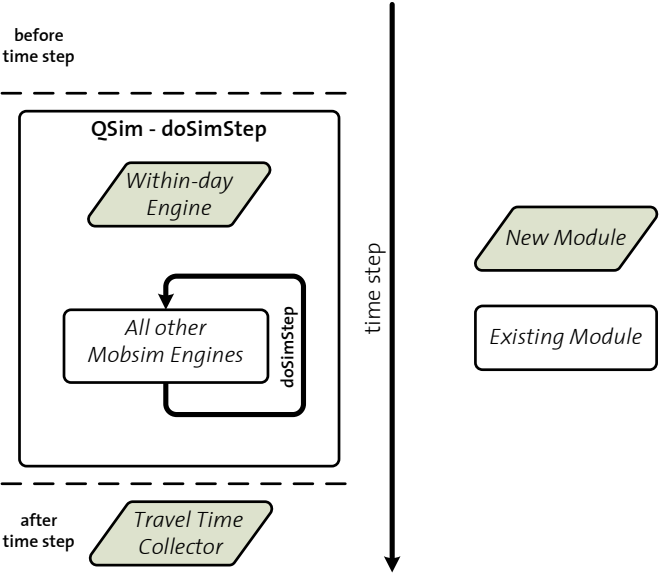 before
time step
QSim - doSimStep
Within-day
Engine
All other
Mobsim Engines
doSimStep
time step
New Module
Existing Module
after
time step
Travel Time
Collector